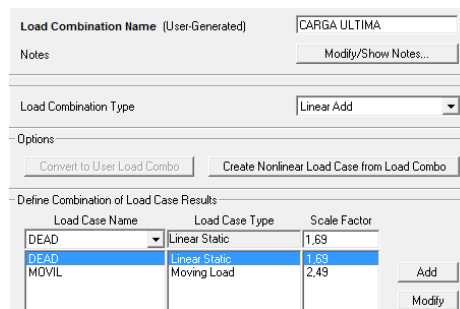 Load Combination Name (User-Generated) CARGA ULTIMA
Notes Modify/Show Notes...
Load Combination Type Linear Add
Options
Convert to User Load Combo Create Nonlinear Load Case from Load Combo
Define Combination of Load Case Results
Load Case Name Load Case Type Scale Factor
DEAD Linear Static 1,69
DEAD Linear Static 1,69
MOVIL Moving Load 2,49
Add
Modify